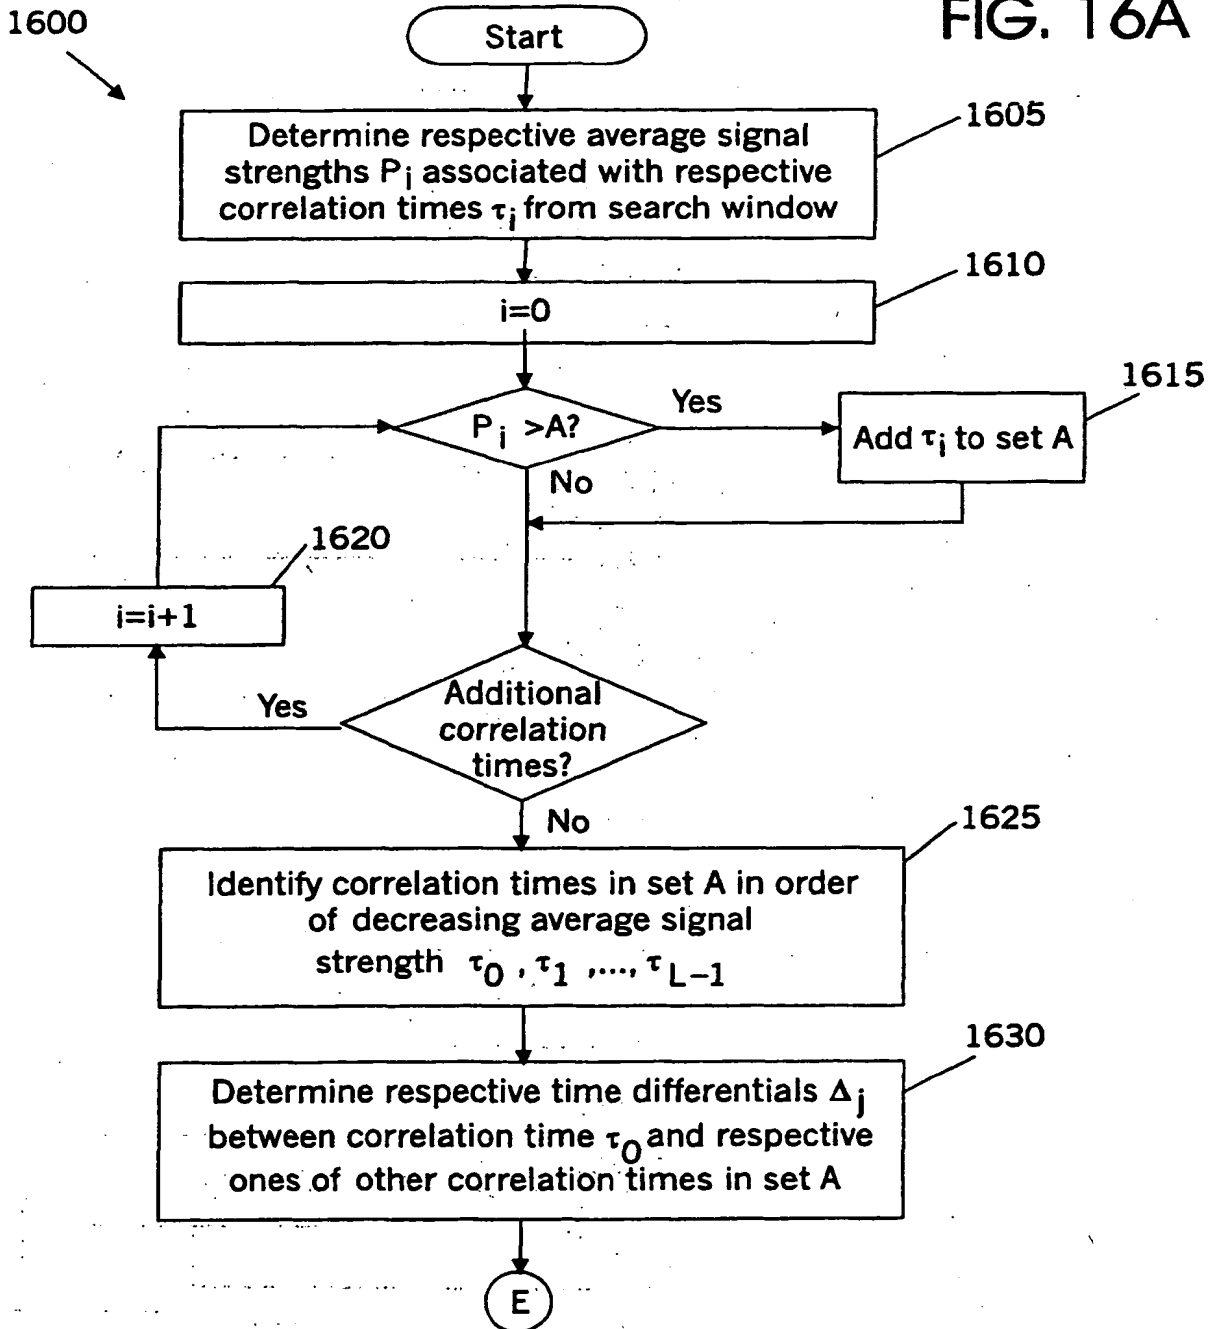 1600
FIG. 16A
Start
1605
Determine respective average signal
strengths Pi associated with respective
correlation times τi from search window
1610
i=0
Pi >A?
Yes
1615
Add τi to set A
No
1620
i=i+1
Yes
Additional
correlation
times?
No
1625
Identify correlation times in set A in order
of decreasing average signal
strength τ0 , τ1 ,..., τL-1
1630
Determine respective time differentials Δj
between correlation time τ0 and respective
ones of other correlation times in set A
E